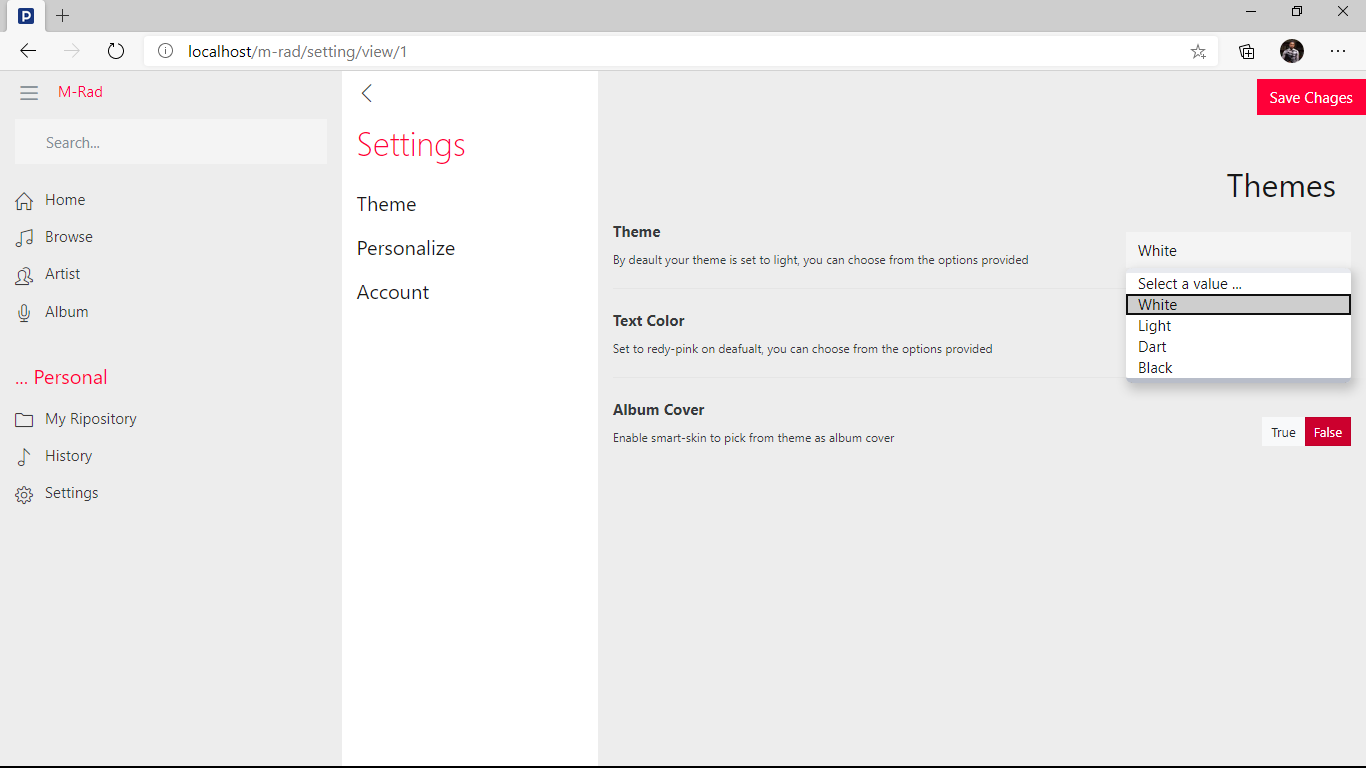 localhost/m-rad/setting/view/1
M-Rad
Search...
Home
Browse
Artist
Album
... Personal
My Ripository
History
Settings
Settings
Theme
Personalize
Account
Save Chages
Themes
Theme
By deault your theme is set to light, you can choose from the options provided
White
Select a value ...
White
Light
Dart
Black
Text Color
Set to redy-pink on deafualt, you can choose from the options provided
Album Cover
Enable smart-skin to pick from theme as album cover
True False